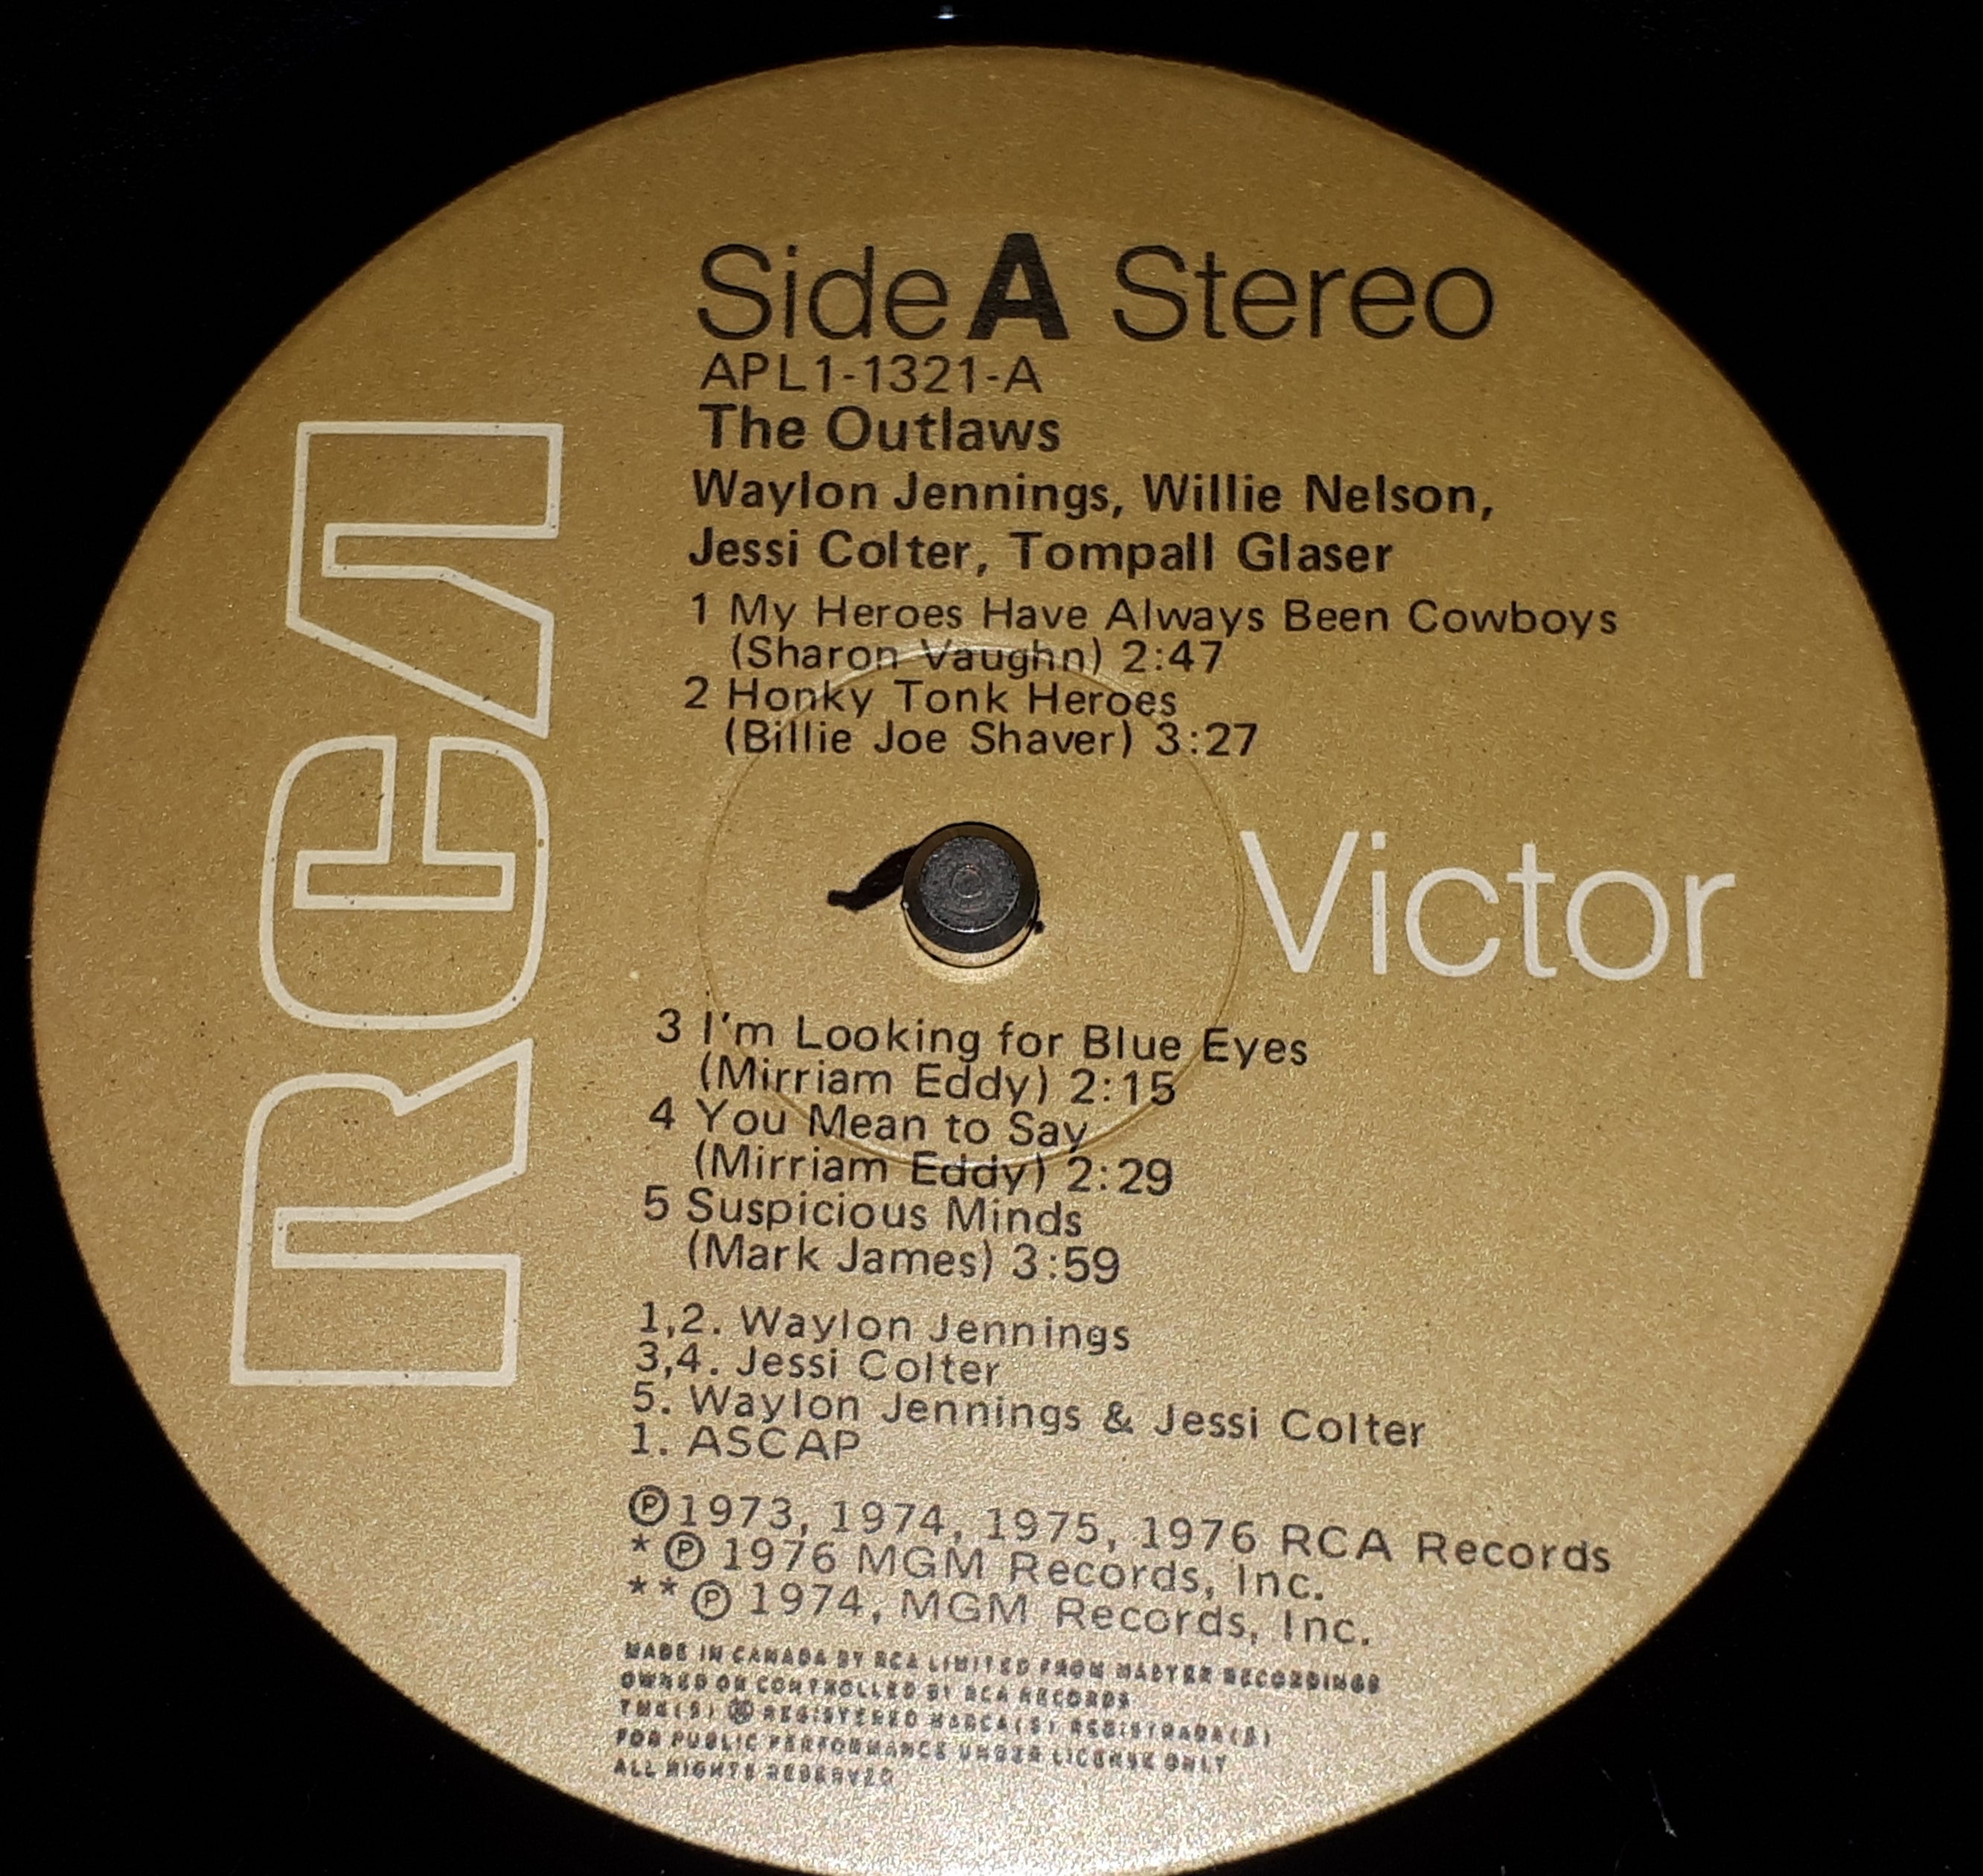 RCA
Side A Stereo
APL1-1321-A
The Outlaws
Waylon Jennings, Willie Nelson,
Jessi Colter, Tompall Glaser
1 My Heroes Have Always Been Cowboys
(Sharon Vaughn) 2:47
2 Honky Tonk Heroes
(Billie Joe Shaver) 3:27
Victor
3 I'm Looking for Blue Eyes
(Mirriam Eddy) 2:15
4 You Mean to Say
(Mirriam Eddy) 2:29
5 Suspicious Minds
(Mark James) 3:59
1,2. Waylon Jennings
3,4. Jessi Colter
5. Waylon Jennings & Jessi Colter
1. ASCAP
Ⓟ1973, 1974, 1975, 1976 RCA Records
*Ⓟ 1976 MGM Records, Inc.
**Ⓟ 1974, MGM Records, Inc.
MADE IN CANADA BY RCA LIMITED FROM MASTER RECORDINGS
OWNED OR CONTROLLED BY RCA RECORDS
TMK(S) ® REGISTERED MARCA(S) REGISTRADA(S)
FOR PUBLIC PERFORMANCE UNDER LICENSE ONLY
ALL RIGHTS RESERVED